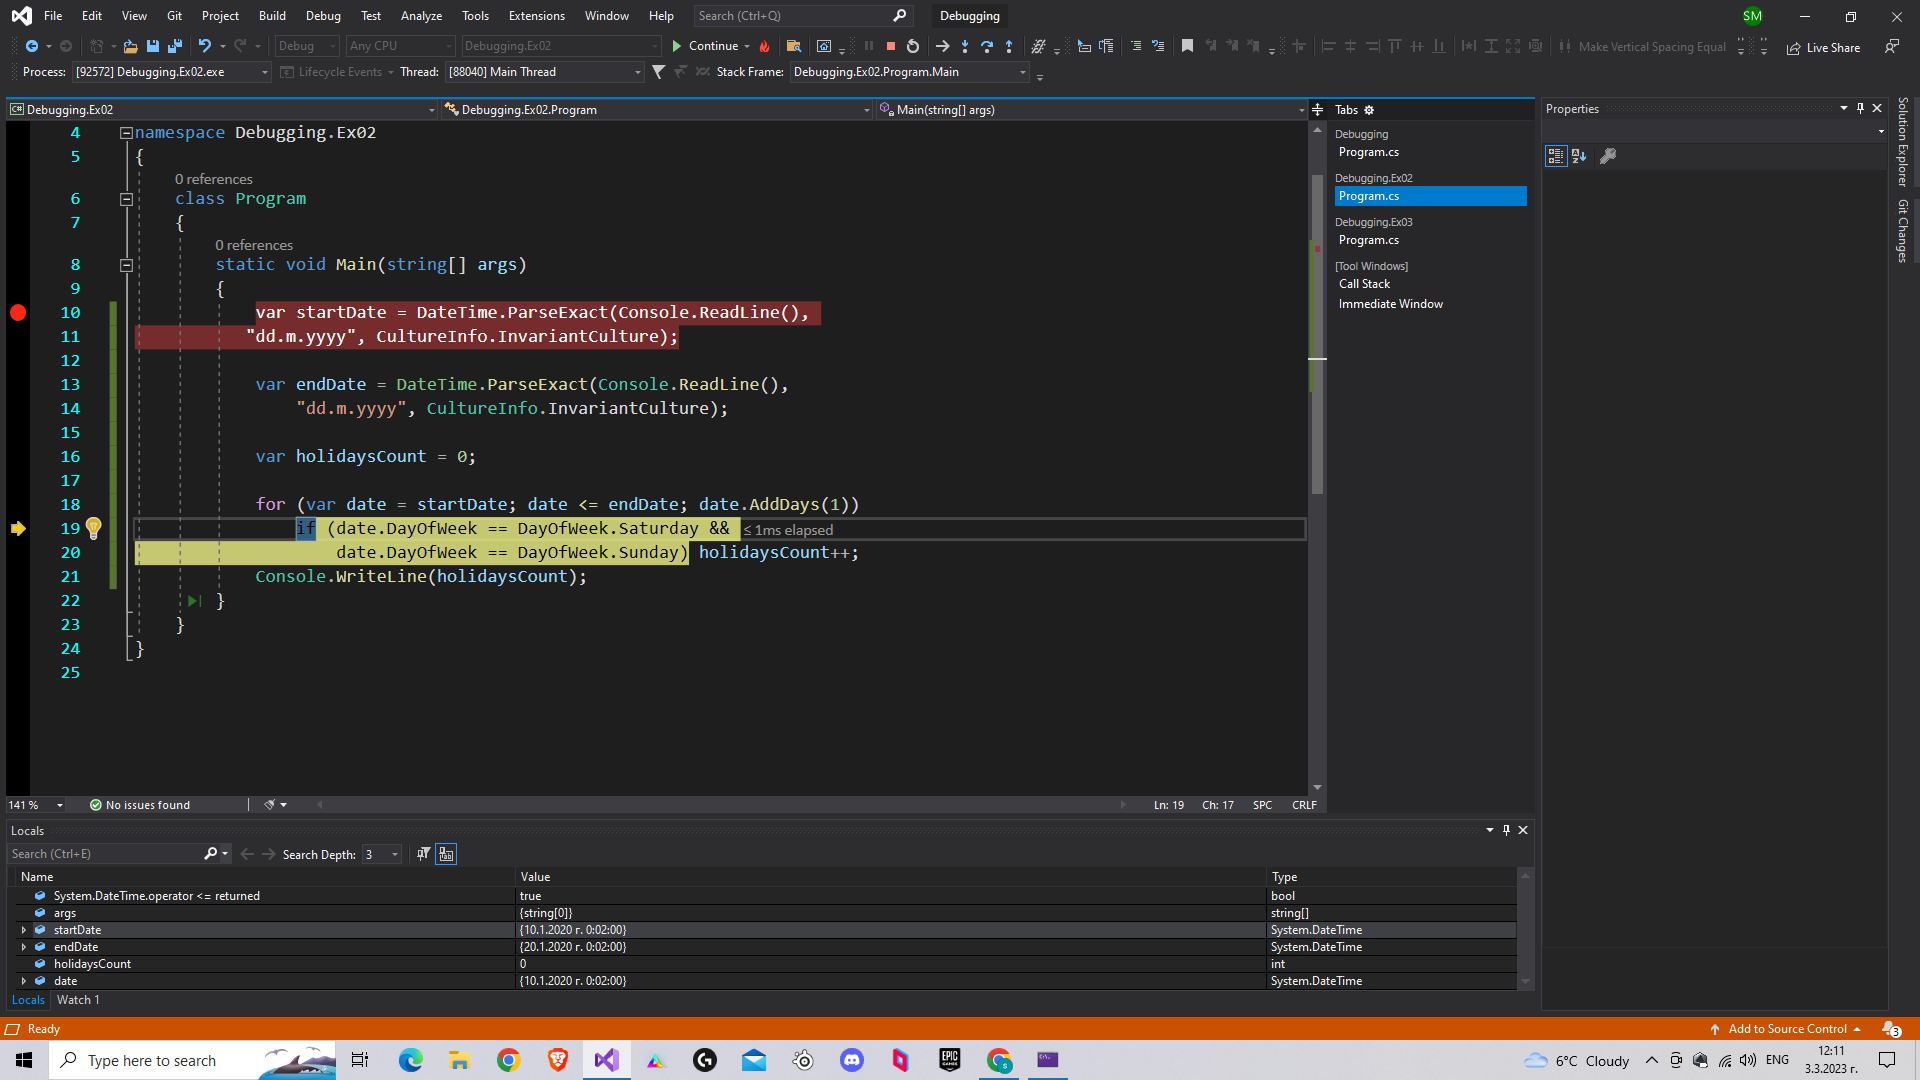 File Edit View Git Project Build Debug Test Analyze Tools Extensions Window Help Search (Ctrl+Q) Debugging SM
Debug Any CPU Debugging.Ex02 Continue Make Vertical Spacing Equal Live Share
Process: [92572] Debugging.Ex02.exe Lifecycle Events Thread: [88040] Main Thread Stack Frame: Debugging.Ex02.Program.Main
C# Debugging.Ex02 Debugging.Ex02.Program Main(string[] args)
4 namespace Debugging.Ex02
5 {
0 references
6 class Program
7 {
0 references
8 static void Main(string[] args)
9 {
10 var startDate = DateTime.ParseExact(Console.ReadLine(),
11 "dd.m.yyyy", CultureInfo.InvariantCulture);
12
13 var endDate = DateTime.ParseExact(Console.ReadLine(),
14 "dd.m.yyyy", CultureInfo.InvariantCulture);
15
16 var holidaysCount = 0;
17
18 for (var date = startDate; date <= endDate; date.AddDays(1))
19 if (date.DayOfWeek == DayOfWeek.Saturday && ≤ 1ms elapsed
20 date.DayOfWeek == DayOfWeek.Sunday) holidaysCount++;
21 Console.WriteLine(holidaysCount);
22 }
23 }
24 }
25
141 % No issues found Ln: 19 Ch: 17 SPC CRLF
Tabs
Debugging
Program.cs
Debugging.Ex02
Program.cs
Debugging.Ex03
Program.cs
[Tool Windows]
Call Stack
Immediate Window
Properties
Solution Explorer
Git Changes
Locals
Search (Ctrl+E) Search Depth: 3
Name Value Type
System.DateTime.operator <= returned true bool
args {string[0]} string[]
startDate {10.1.2020 г. 0:02:00} System.DateTime
endDate {20.1.2020 г. 0:02:00} System.DateTime
holidaysCount 0 int
date {10.1.2020 г. 0:02:00} System.DateTime
Locals Watch 1
Ready Add to Source Control 3
Type here to search EPIC GAMES 6°C Cloudy ENG 12:11
3.3.2023 г.